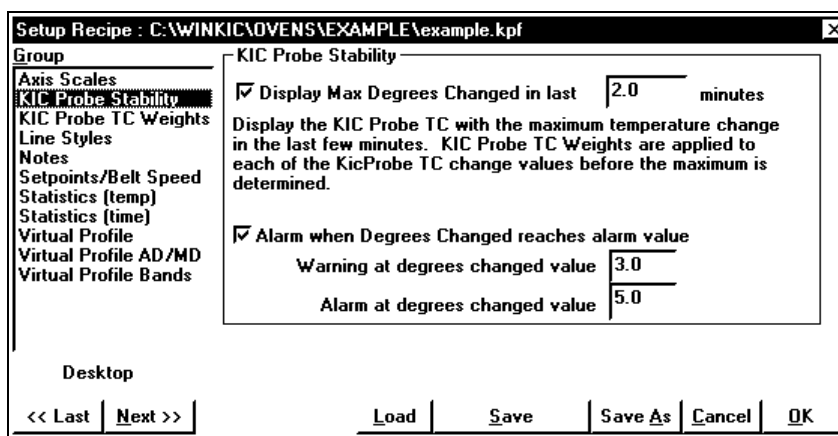 Setup Recipe : C:\WINKIC\OVENS\EXAMPLE\example.kpf
Group
Axis Scales
KIC Probe Stability
KIC Probe TC Weights
Line Styles
Notes
Setpoints/Belt Speed
Statistics (temp)
Statistics (time)
Virtual Profile
Virtual Profile AD/MD
Virtual Profile Bands
Desktop
KIC Probe Stability
Display Max Degrees Changed in last 2.0 minutes
Display the KIC Probe TC with the maximum temperature change
in the last few minutes. KIC Probe TC Weights are applied to
each of the KicProbe TC change values before the maximum is
determined.
Alarm when Degrees Changed reaches alarm value
Warning at degrees changed value 3.0
Alarm at degrees changed value 5.0
<< Last Next >> Load Save Save As Cancel OK